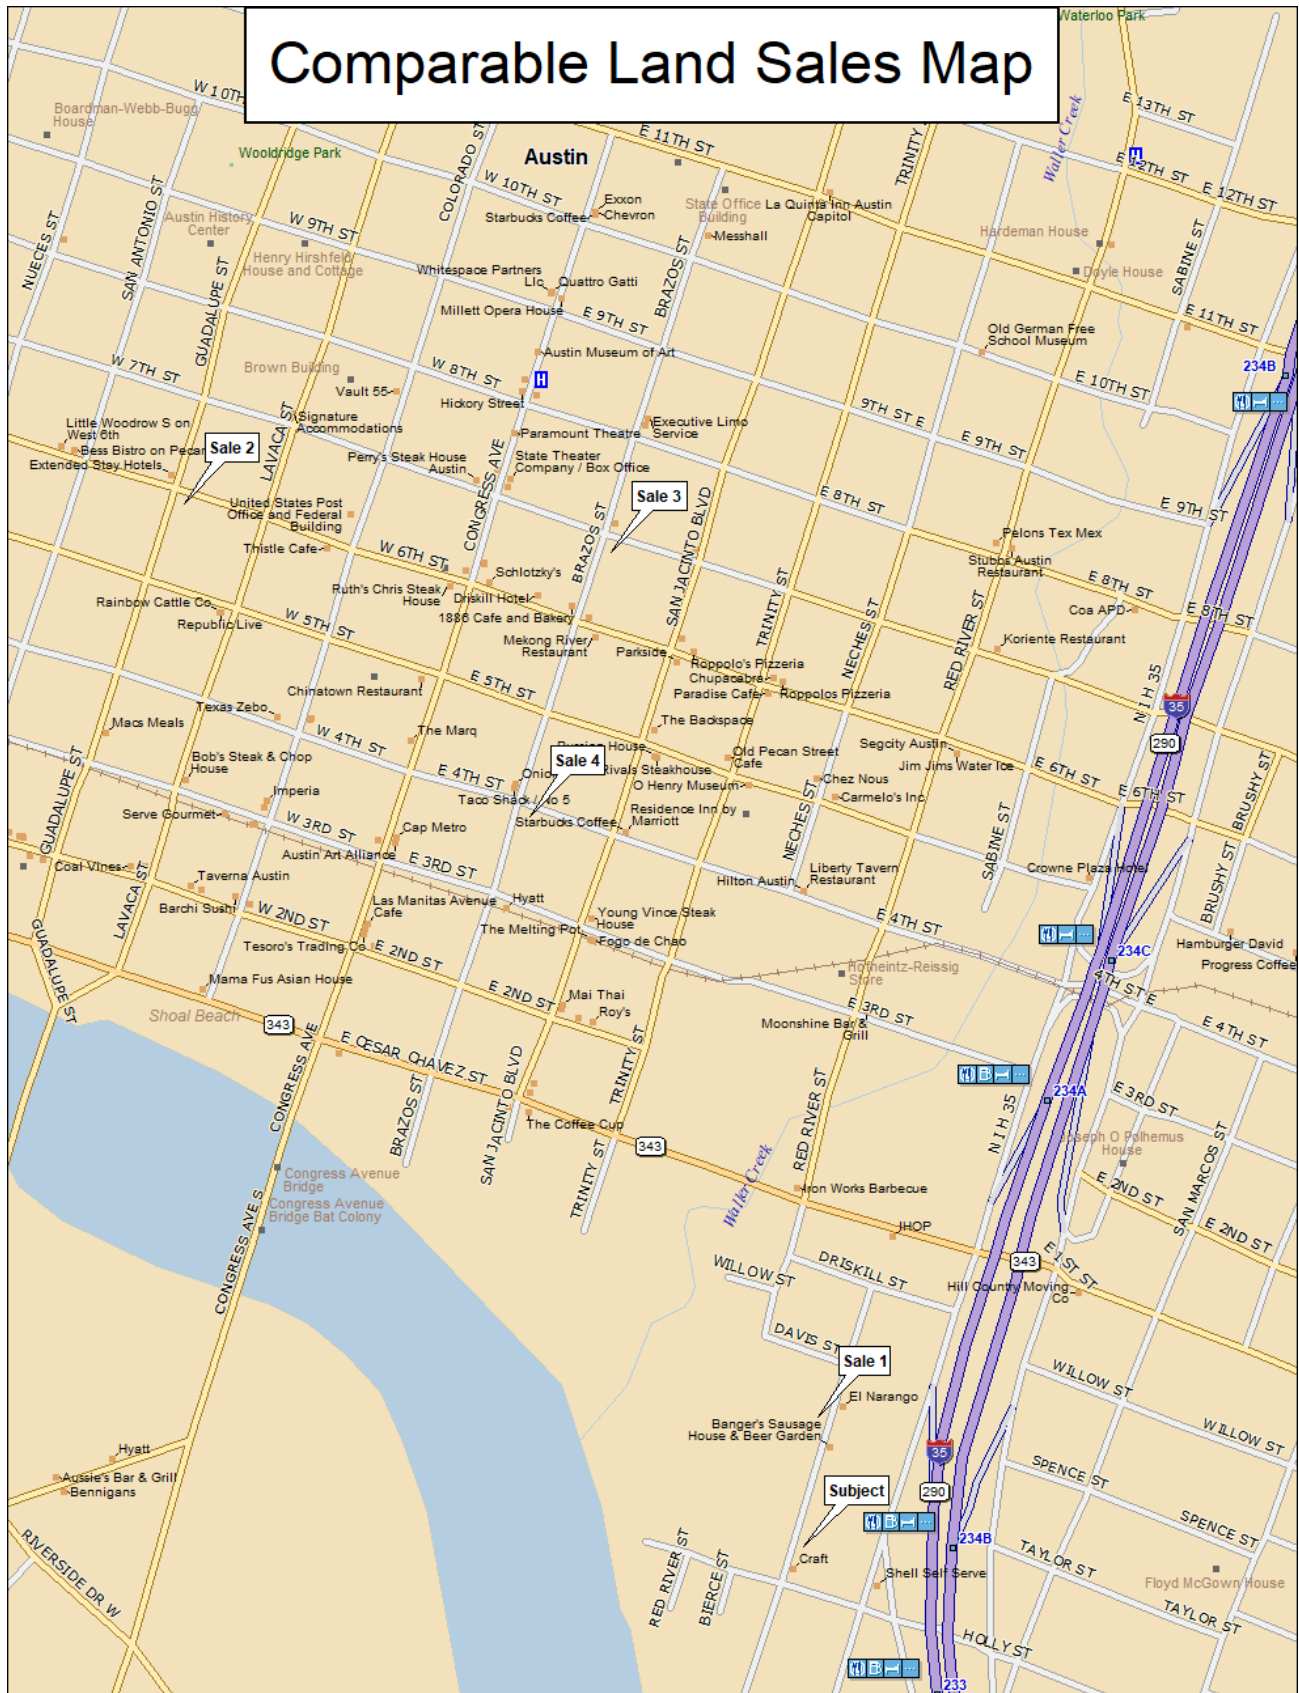 Comparable Land Sales Map
Waterloo Park
W 10TH
Boardman-Webb-Bugg
House
Wooldridge Park
Austin
E 11TH ST
TRINITY
Waller Creek
E 13TH ST
H
E 12TH ST
E 12TH ST
COLORADO ST
W 10TH ST
Exxon
Chevron
Starbucks Coffee
State Office
Building
La Quinta Inn Austin
Capitol
Messhall
Hardeman House
Doyle House
SABINE ST
NUECES ST
SAN ANTONIO ST
Austin History
Center
W 9TH ST
Henry Hirshfeld
House and Cottage
GUADALUPE ST
Whitespace Partners
Llc
Quattro Gatti
Millett Opera House
E 9TH ST
BRAZOS ST
E 11TH ST
Old German Free
School Museum
234B
W 7TH ST
Brown Building
Vault 55
W 8TH ST
Austin Museum of Art
H
Hickory Street
E 10TH ST
9TH ST E
E 9TH ST
Little Woodrow S on
West 6th
Bess Bistro on Pecan
Extended Stay Hotels
Sale 2
LAVACA ST
Signature
Accommodations
Paramount Theatre
Executive Limo
Service
Perry's Steak House
Austin
State Theater
Company / Box Office
CONGRESS AVE
Sale 3
SAN JACINTO BLVD
E 8TH ST
E 9TH ST
United States Post
Office and Federal
Building
Thistle Cafe
W 6TH ST
BRAZOS ST
Schlotzky's
Ruth's Chris Steak
House
Driskill Hotel
1886 Cafe and Bakery
Mekong River
Restaurant
Parkside
TRINITY ST
NECHES ST
RED RIVER ST
Pelons Tex Mex
Stubbs Austin
Restaurant
E 8TH ST
Coa APD
E 8TH ST
Koriente Restaurant
Rainbow Cattle Co
Republic Live
W 5TH ST
Roppolo's Pizzeria
Chupacabra
Paradise Cafe
Roppolos Pizzeria
N I H 35
35
290
Chinatown Restaurant
E 5TH ST
Texas Zebo
Macs Meals
W 4TH ST
The Marq
The Backspace
Segcity Austin
Jim Jims Water Ice
House
Sale 4
Old Pecan Street
Cafe
Rivals Steakhouse
O Henry Museum
E 6TH ST
E 6TH ST
BRUSHY ST
GUADALUPE ST
Bob's Steak & Chop
House
E 4TH ST
Taco Shack / No 5
Chez Nous
Carmelo's Inc
Imperia
Serve Gourmet
W 3RD ST
Cap Metro
Starbucks Coffee
Residence Inn by
Marriott
NECHES ST
SABINE ST
Austin Art Alliance
E 3RD ST
Coal Vines
Taverna Austin
Hilton Austin
Liberty Tavern
Restaurant
Crowne Plaza Hotel
BRUSHY ST
LAVACA ST
Barchi Sushi
W 2ND ST
Las Manitas Avenue
Cafe
Hyatt
The Melting Pot
Young Vince Steak
House
Fogo de Chao
E 4TH ST
Hamburger David
Progress Coffee
GUADALUPE ST
Tesoro's Trading Co
E 2ND ST
Mama Fus Asian House
Hofheintz-Reissig
Store
234C
4TH ST E
E 2ND ST
Mai Thai
Roy's
E 3RD ST
Moonshine Bar &
Grill
E 4TH ST
Shoal Beach
343
E CESAR CHAVEZ ST
CONGRESS AVE
BRAZOS ST
SAN JACINTO BLVD
TRINITY ST
RED RIVER ST
234A
N I H 35
E 3RD ST
The Coffee Cup
343
TRINITY ST
Waller Creek
Joseph O Polhemus
House
SAN MARCOS ST
E 2ND ST
E 2ND ST
Congress Avenue
Bridge
Congress Avenue
Bridge Bat Colony
CONGRESS AVE S
Iron Works Barbecue
IHOP
343
E 1ST ST
WILLOW ST
DRISKILL ST
Hill Country Moving
Co
DAVIS ST
Sale 1
El Narango
WILLOW ST
Banger's Sausage
House & Beer Garden
WILLOW ST
Hyatt
Aussie's Bar & Grill
Bennigans
35
SPENCE ST
Subject
290
SPENCE ST
RIVERSIDE DR W
RED RIVER ST
BIERCE ST
Craft
Shell Self Serve
234B
TAYLOR ST
Floyd McGown House
TAYLOR ST
HOLLY ST
233